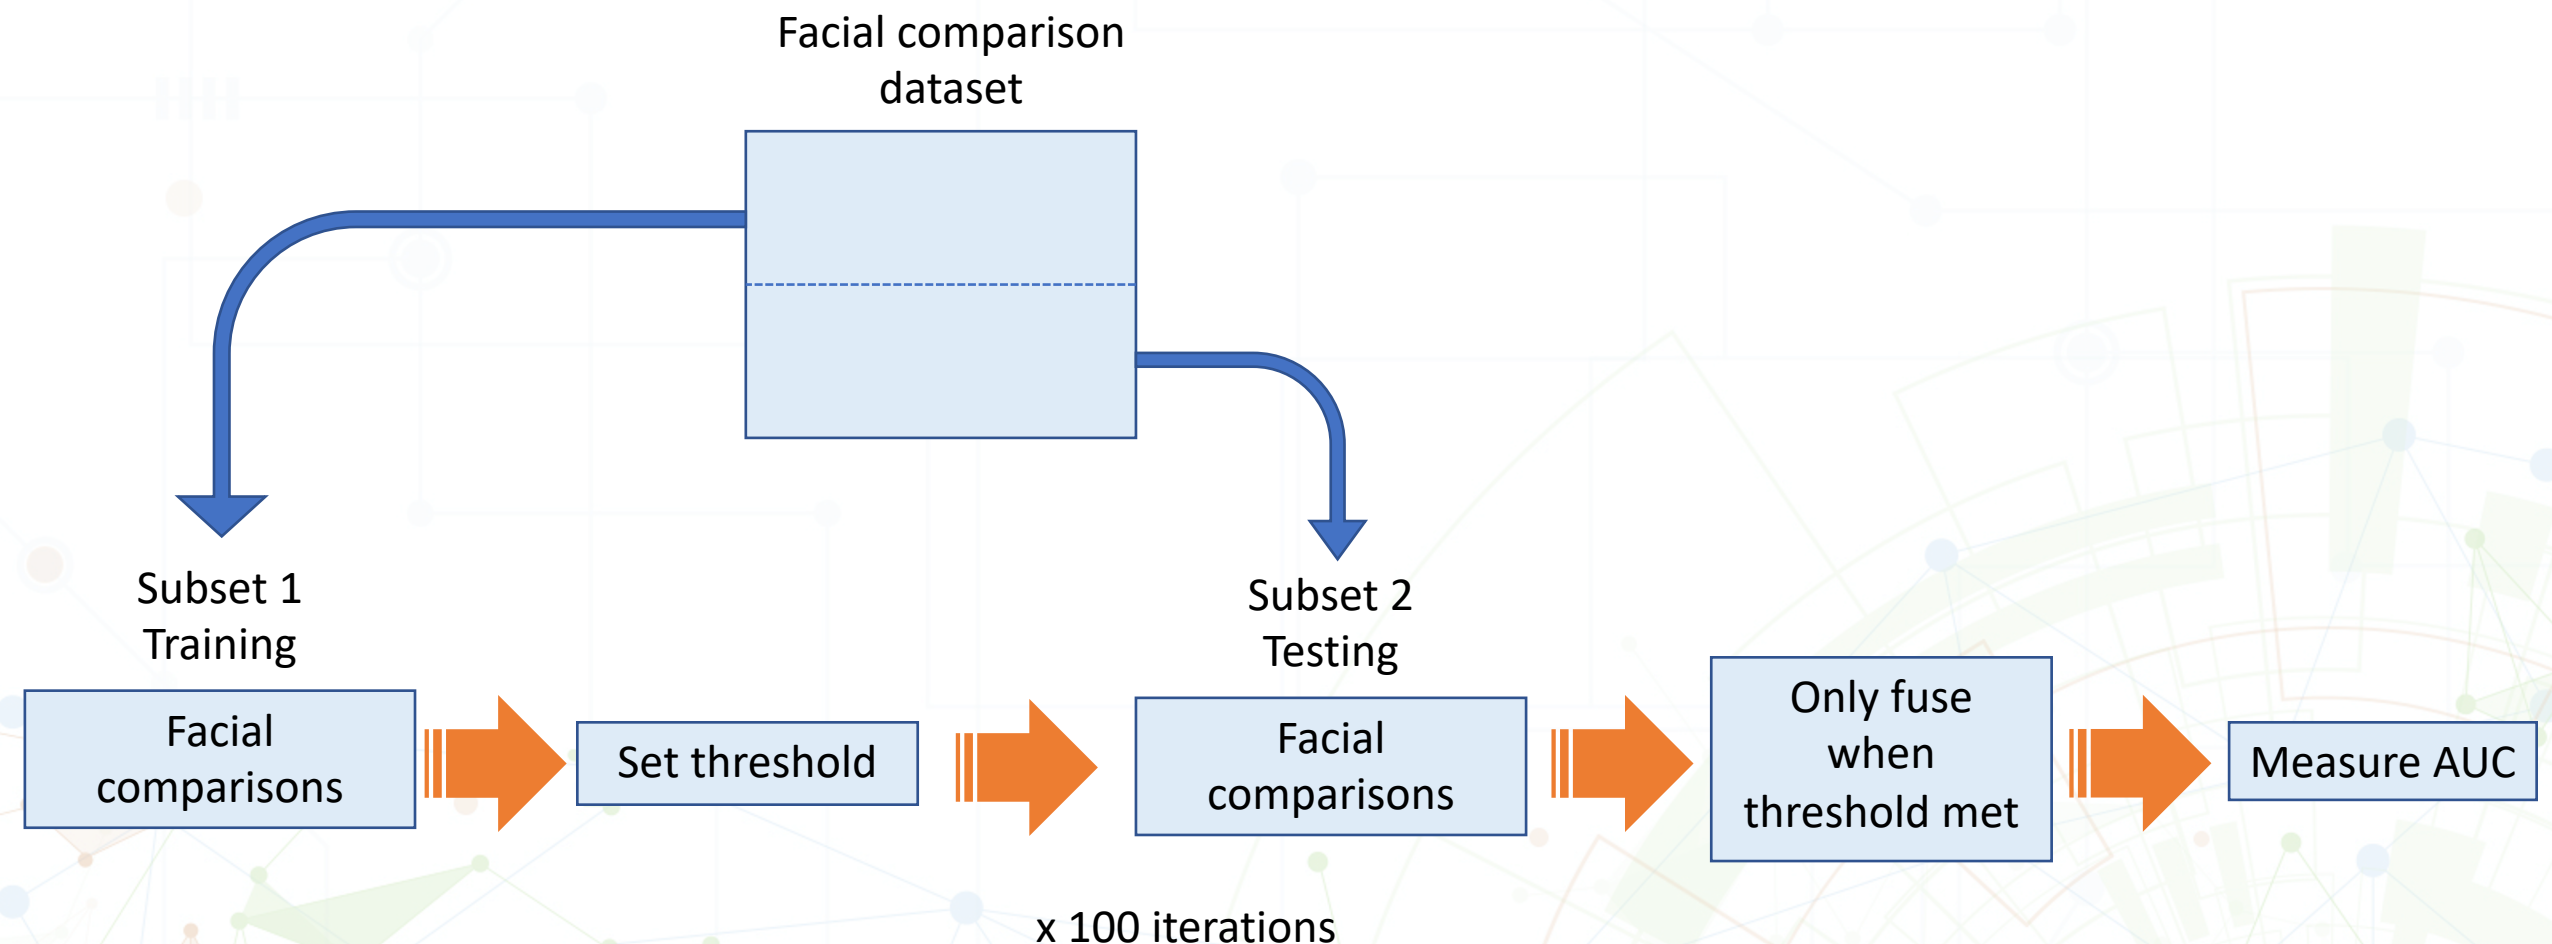 Facial comparison
dataset
Subset 1
Training
Facial
comparisons
Set threshold
Subset 2
Testing
Facial
comparisons
Only fuse
when
threshold met
Measure AUC
x 100 iterations